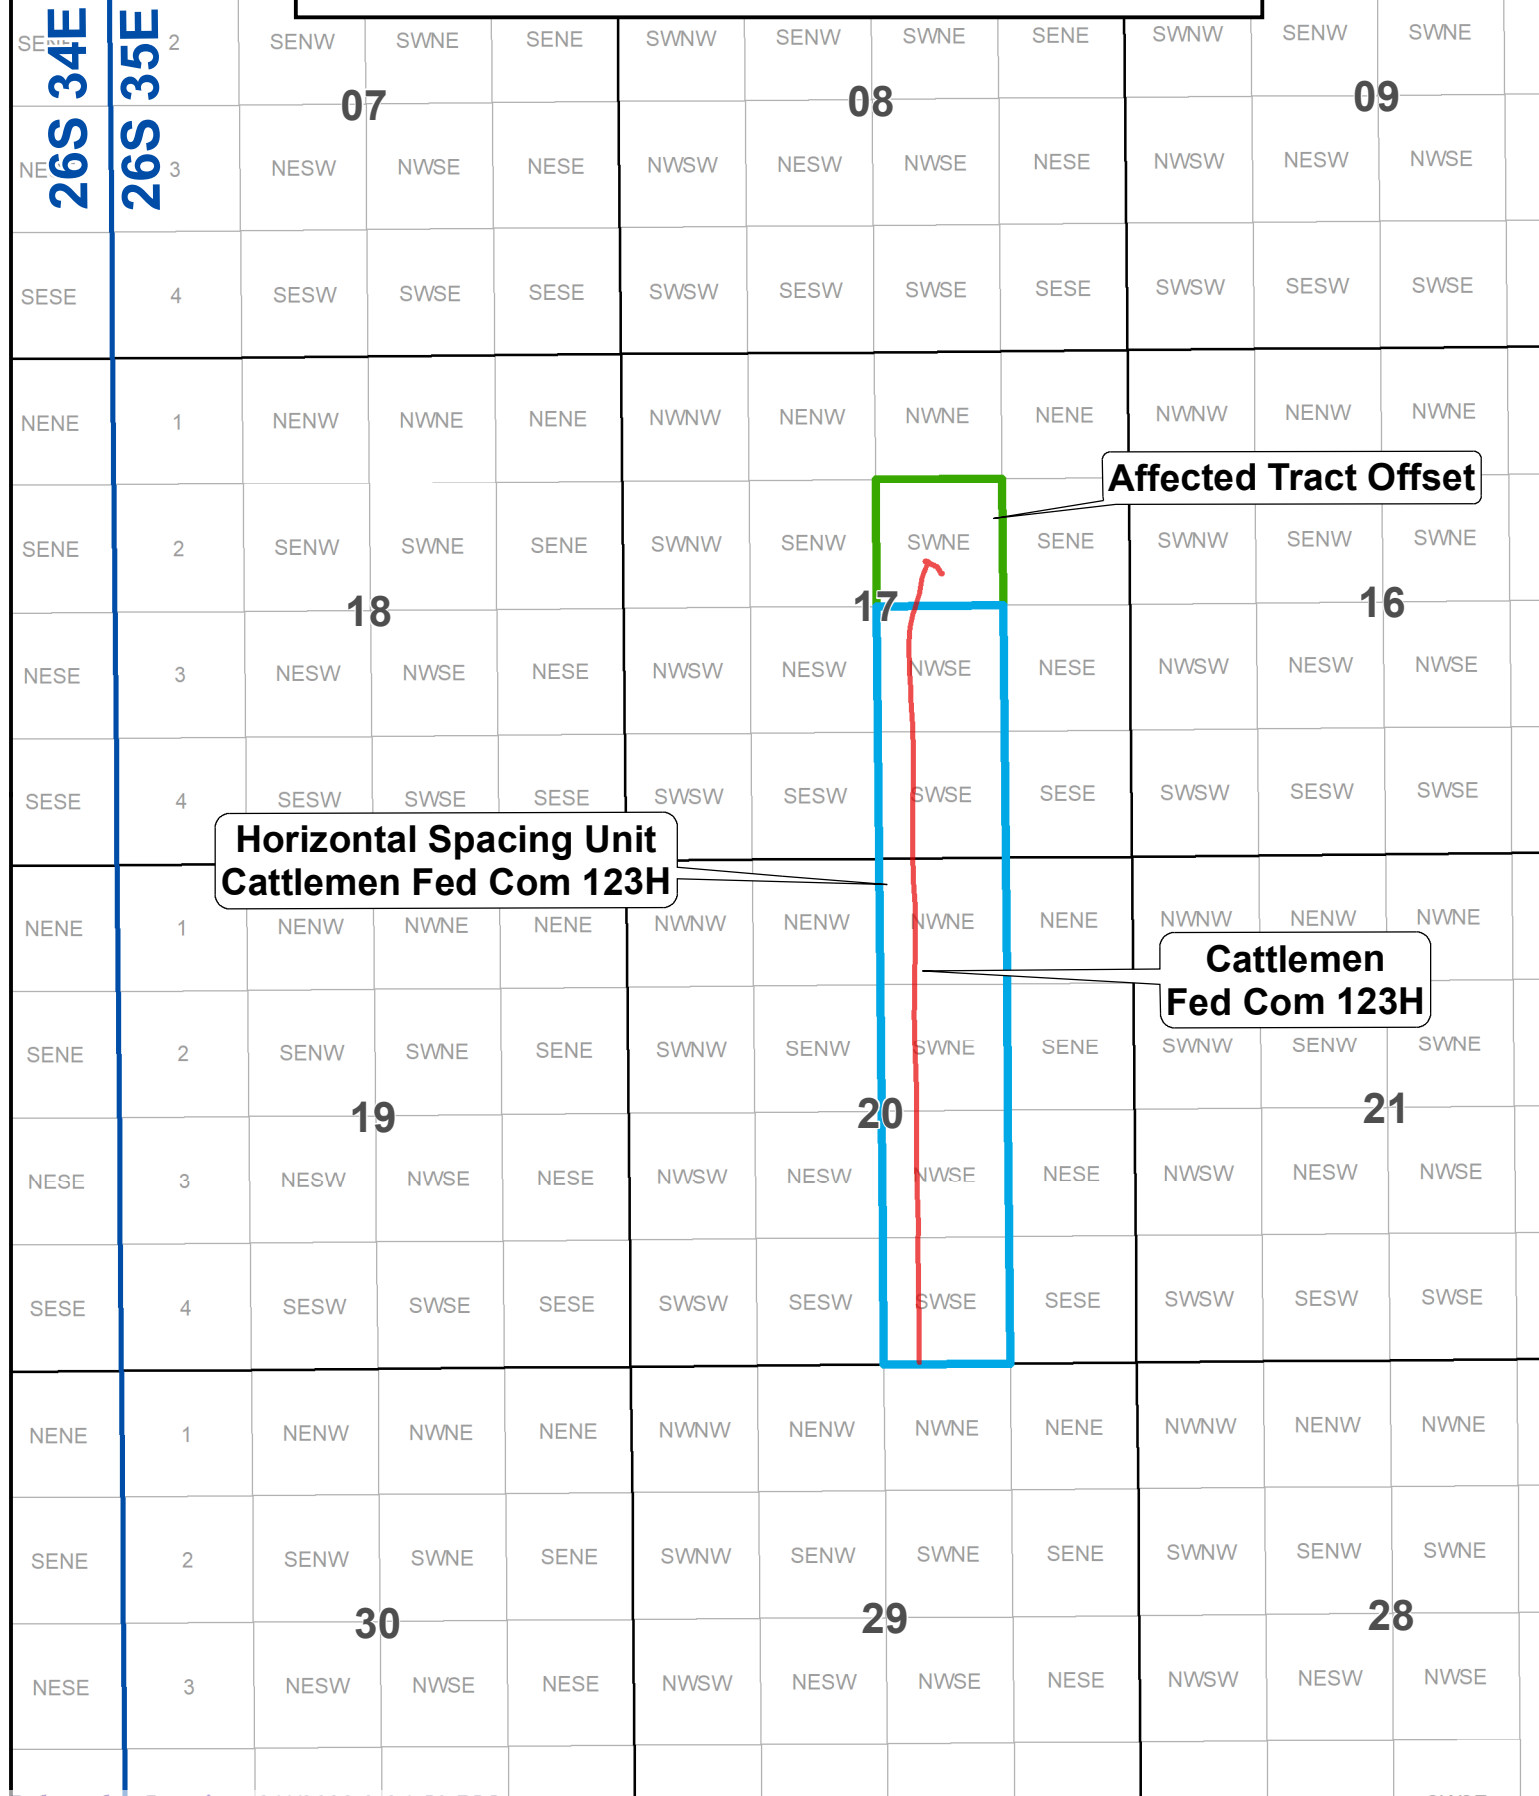 26S 34E
26S 35E
2 SENW SWNE SENE SWNW SENW SWNE SENE SWNW SENW SWNE
07 08 09
3 NESW NWSE NESE NWSW NESW NWSE NESE NWSW NESW NWSE
SESE 4 SESW SWSE SESE SWSW SESW SWSE SESE SWSW SESW SWSE
NENE 1 NENW NWNE NENE NWNW NENW NWNE NENE NWNW NENW NWNE
Affected Tract Offset
SENE 2 SENW SWNE SENE SWNW SENW SWNE SENE SWNW SENW SWNE
18 17 16
NESE 3 NESW NWSE NESE NWSW NESW NWSE NESE NWSW NESW NWSE
SESE 4 SESW SWSE SESE SWSW SESW SWSE SESE SWSW SESW SWSE
Horizontal Spacing Unit
Cattlemen Fed Com 123H
NENE 1 NENW NWNE NENE NWNW NENW NWNE NENE NWNW NENW NWNE
Cattlemen
Fed Com 123H
SENE 2 SENW SWNE SENE SWNW SENW SWNE SENE SWNW SENW SWNE
19 20 21
NESE 3 NESW NWSE NESE NWSW NESW NWSE NESE NWSW NESW NWSE
SESE 4 SESW SWSE SESE SWSW SESW SWSE SESE SWSW SESW SWSE
NENE 1 NENW NWNE NENE NWNW NENW NWNE NENE NWNW NENW NWNE
SENE 2 SENW SWNE SENE SWNW SENW SWNE SENE SWNW SENW SWNE
30 29 28
NESE 3 NESW NWSE NESE NWSW NESW NWSE NESE NWSW NESW NWSE